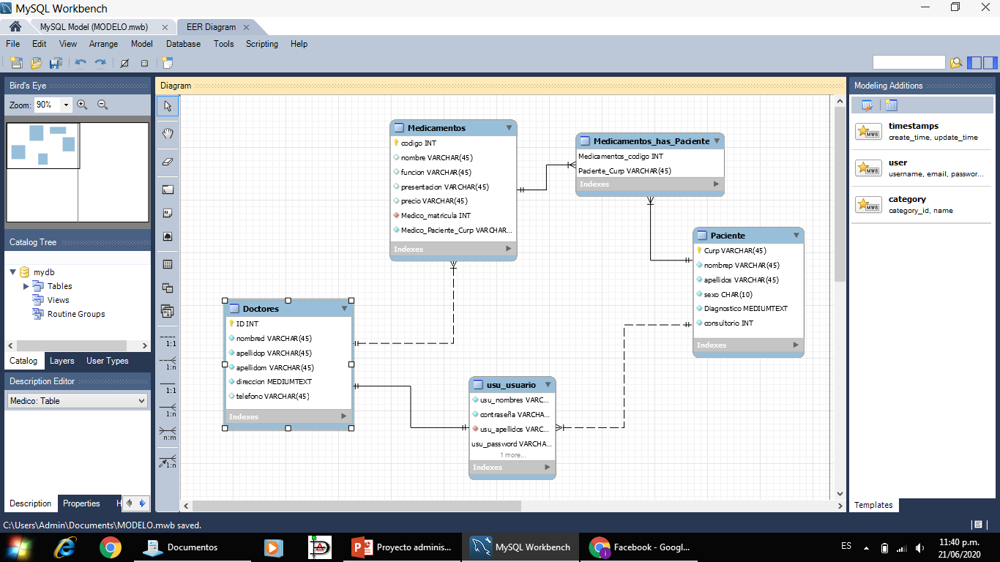 MySQL Workbench
MySQL Model (MODELO.mwb)
EER Diagram
File Edit View Arrange Model Database Tools Scripting Help
Bird's Eye
Zoom: 90%
Catalog Tree
mydb
Tables
Views
Routine Groups
Catalog Layers User Types
Description Editor
Medico: Table
Description Properties H
Diagram
1:1
1:n
1:1
1:n
n:m
1:n
Medicamentos
codigo INT
nombre VARCHAR(45)
funcion VARCHAR(45)
presentacion VARCHAR(45)
precio VARCHAR(45)
Medico_matricula INT
Medico_Paciente_Curp VARCHAR...
Indexes
Medicamentos_has_Paciente
Medicamentos_codigo INT
Paciente_Curp VARCHAR(45)
Indexes
Paciente
Curp VARCHAR(45)
nombrep VARCHAR(45)
apellidos VARCHAR(45)
sexo CHAR(10)
Diagnostico MEDIUMTEXT
consultorio INT
Indexes
Doctores
ID INT
nombred VARCHAR(45)
apellidop VARCHAR(45)
apellidom VARCHAR(45)
direccion MEDIUMTEXT
telefono VARCHAR(45)
Indexes
usu_usuario
usu_nombres VARC...
contraseña VARCHA...
usu_apellidos VARC...
usu_password VARCHA...
1 more...
Indexes
Modeling Additions
MWB
timestamps
create_time, update_time
MWB
user
username, email, passwor...
MWB
category
category_id, name
Templates
C:\Users\Admin\Documents\MODELO.mwb saved.
Documentos
Proyecto adminis...
MySQL Workbench
Facebook - Googl...
ES
11:40 p.m.
21/06/2020